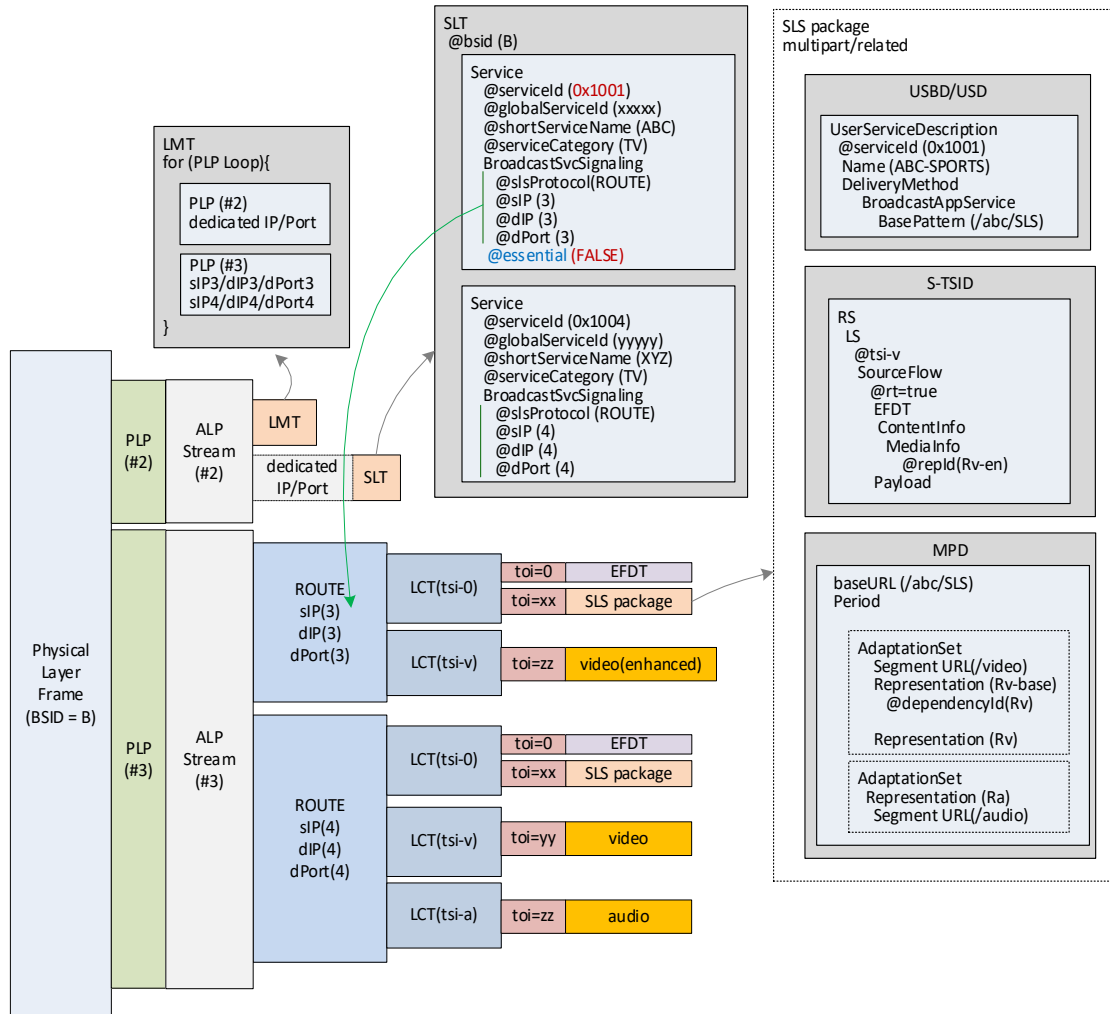 SLT
@bsid (B)
Service
@serviceId (0x1001)
@globalServiceId (xxxxx)
@shortServiceName (ABC)
@serviceCategory (TV)
BroadcastSvcSignaling
@slsProtocol(ROUTE)
@sIP (3)
@dIP (3)
@dPort (3)
@essential (FALSE)
Service
@serviceId (0x1004)
@globalServiceId (yyyyy)
@shortServiceName (XYZ)
@serviceCategory (TV)
BroadcastSvcSignaling
@slsProtocol (ROUTE)
@sIP (4)
@dIP (4)
@dPort (4)
SLS package
multipart/related
USBD/USD
UserServiceDescription
@serviceId (0x1001)
Name (ABC-SPORTS)
DeliveryMethod
BroadcastAppService
BasePattern (/abc/SLS)
S-TSID
RS
LS
@tsi-v
SourceFlow
@rt=true
EFDT
ContentInfo
MediaInfo
@repId(Rv-en)
Payload
MPD
baseURL (/abc/SLS)
Period
AdaptationSet
Segment URL(/video)
Representation (Rv-base)
@dependencyId(Rv)
Representation (Rv)
AdaptationSet
Representation (Ra)
Segment URL(/audio)
LMT
for (PLP Loop){
PLP (#2)
dedicated IP/Port
PLP (#3)
sIP3/dIP3/dPort3
sIP4/dIP4/dPort4
}
Physical
Layer
Frame
(BSID = B)
PLP
(#2)
ALP
Stream
(#2)
LMT
dedicated
IP/Port
SLT
PLP
(#3)
ALP
Stream
(#3)
ROUTE
sIP(3)
dIP(3)
dPort(3)
LCT(tsi-0)
toi=0
EFDT
toi=xx
SLS package
LCT(tsi-v)
toi=zz
video(enhanced)
ROUTE
sIP(4)
dIP(4)
dPort(4)
LCT(tsi-0)
toi=0
EFDT
toi=xx
SLS package
LCT(tsi-v)
toi=yy
video
LCT(tsi-a)
toi=zz
audio